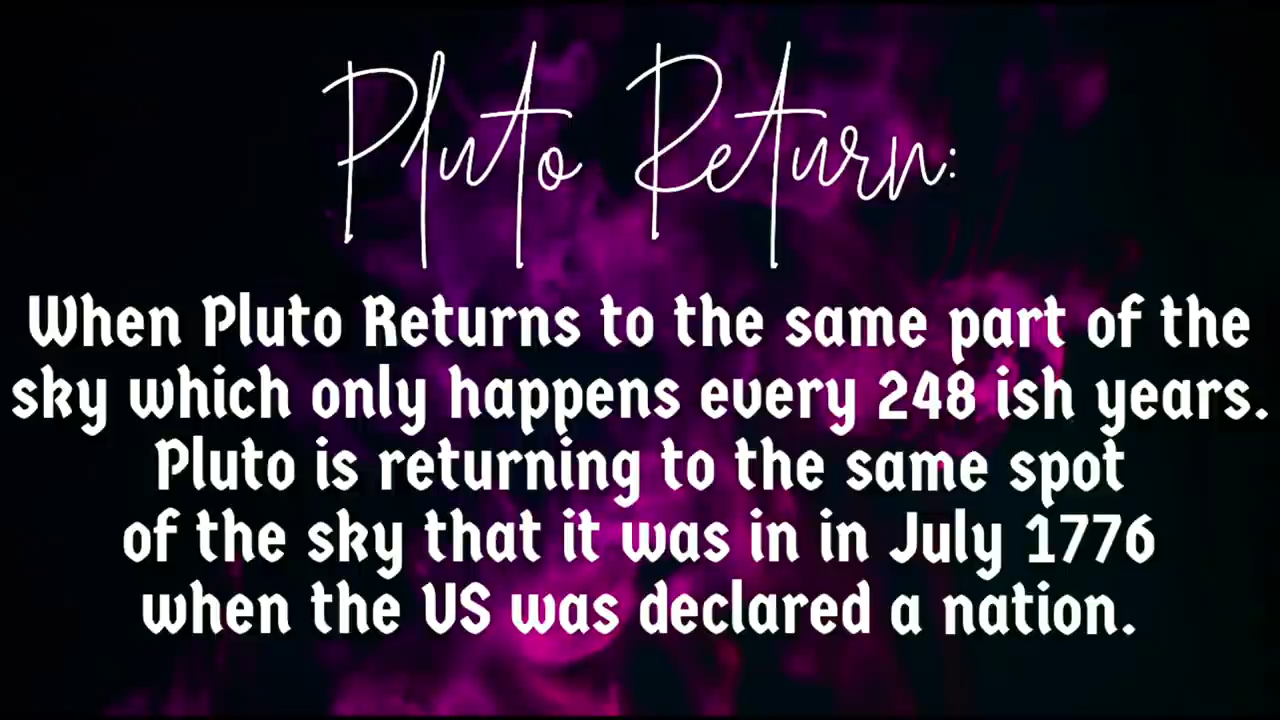 Pluto Return:
When Pluto Returns to the same part of the
sky which only happens every 248 ish years.
Pluto is returning to the same spot
of the sky that it was in in July 1776
when the US was declared a nation.